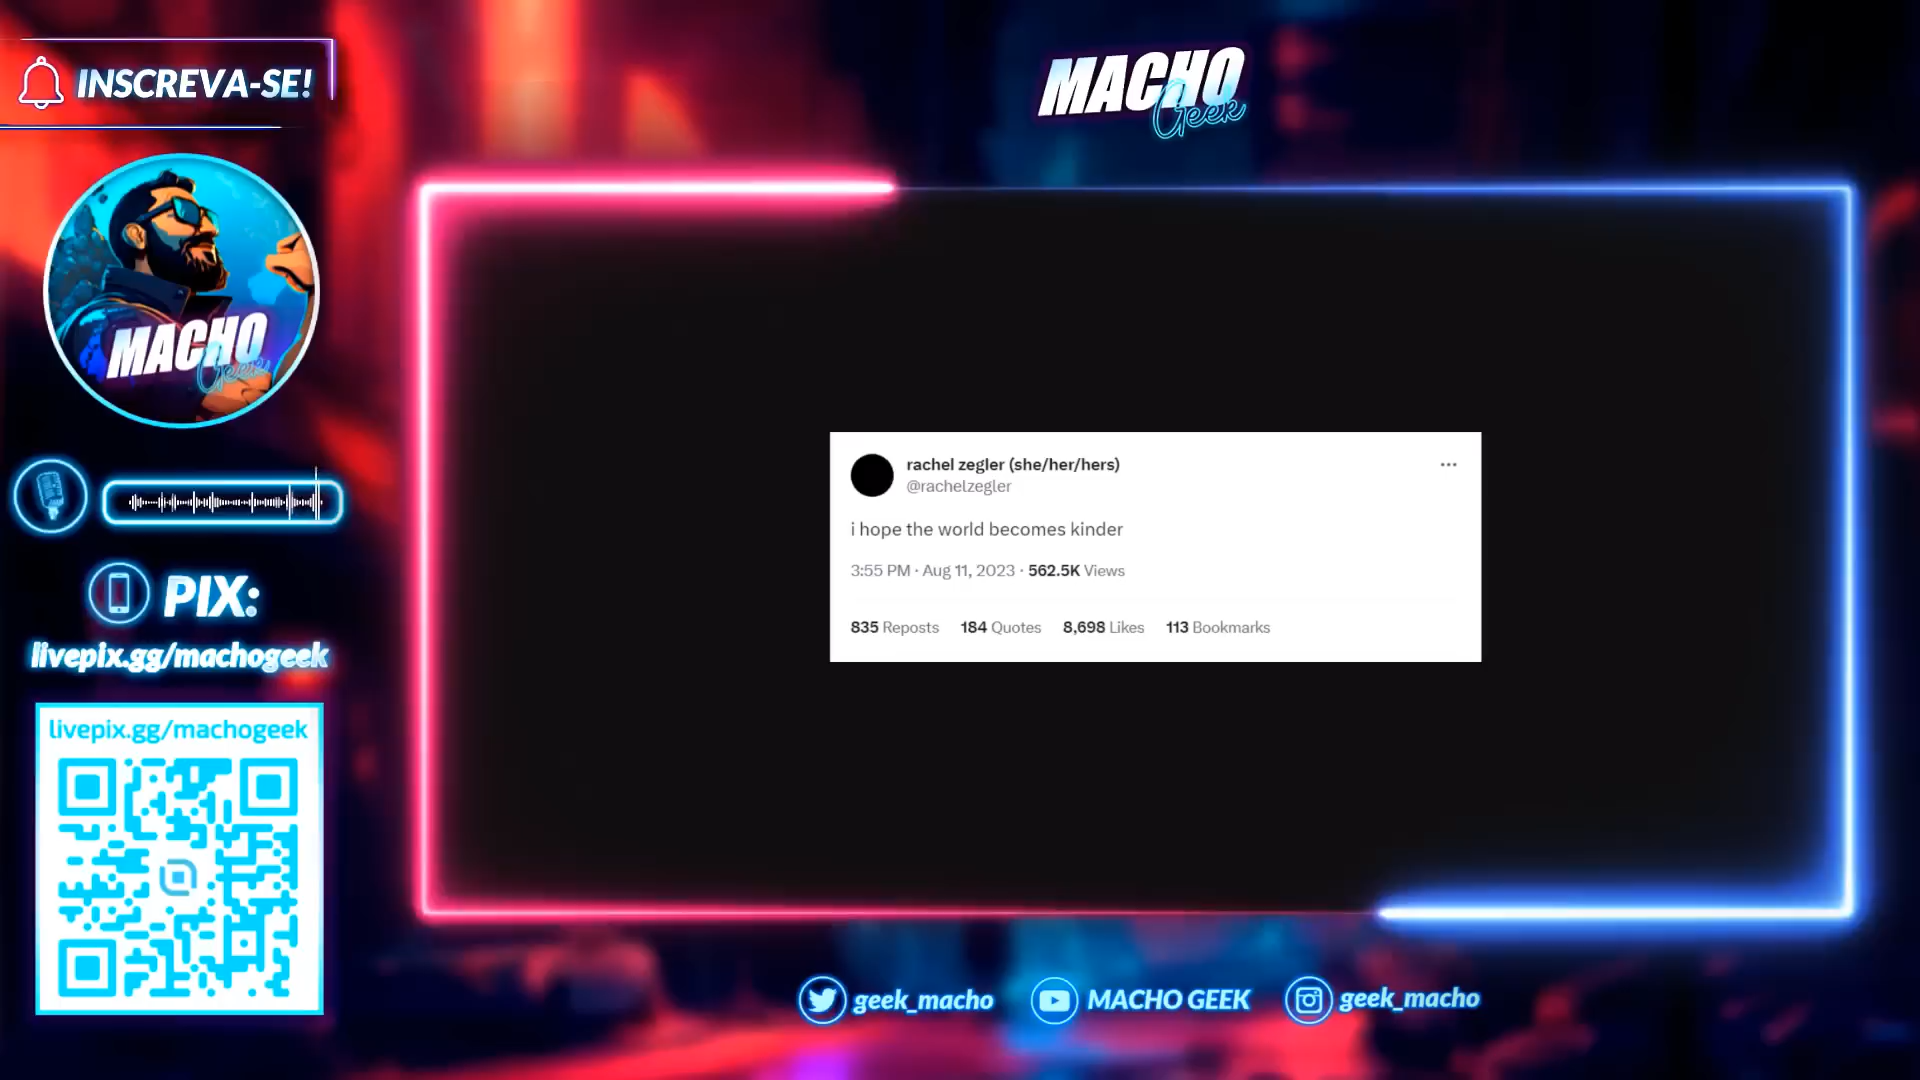 INSCREVA-SE!
MACHO
Geek
MACHO
Geek
PIX:
livepix.gg/machogeek
livepix.gg/machogeek
rachel zegler (she/her/hers)
@rachelzegler
i hope the world becomes kinder
3:55 PM · Aug 11, 2023 · 562.5K Views
835 Reposts 184 Quotes 8,698 Likes 113 Bookmarks
geek_macho MACHO GEEK geek_macho